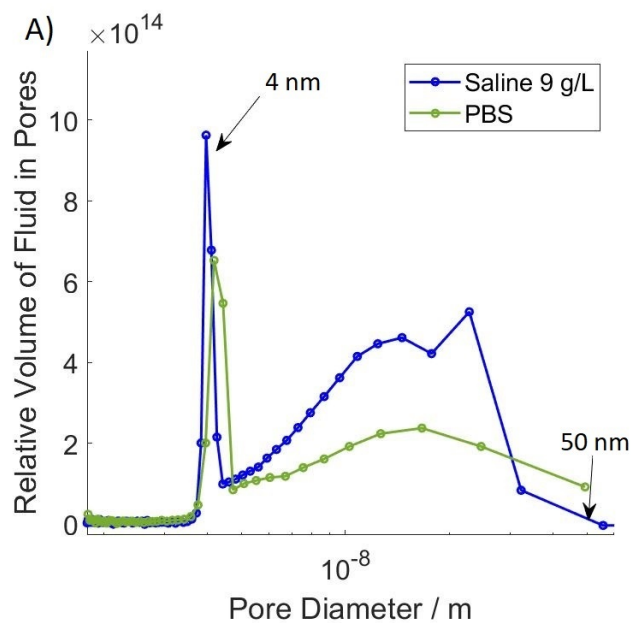 A)
×10^14
4 nm
Saline 9 g/L
PBS
10
8
6
4
2
0
50 nm
10^-8
Relative Volume of Fluid in Pores
Pore Diameter / m